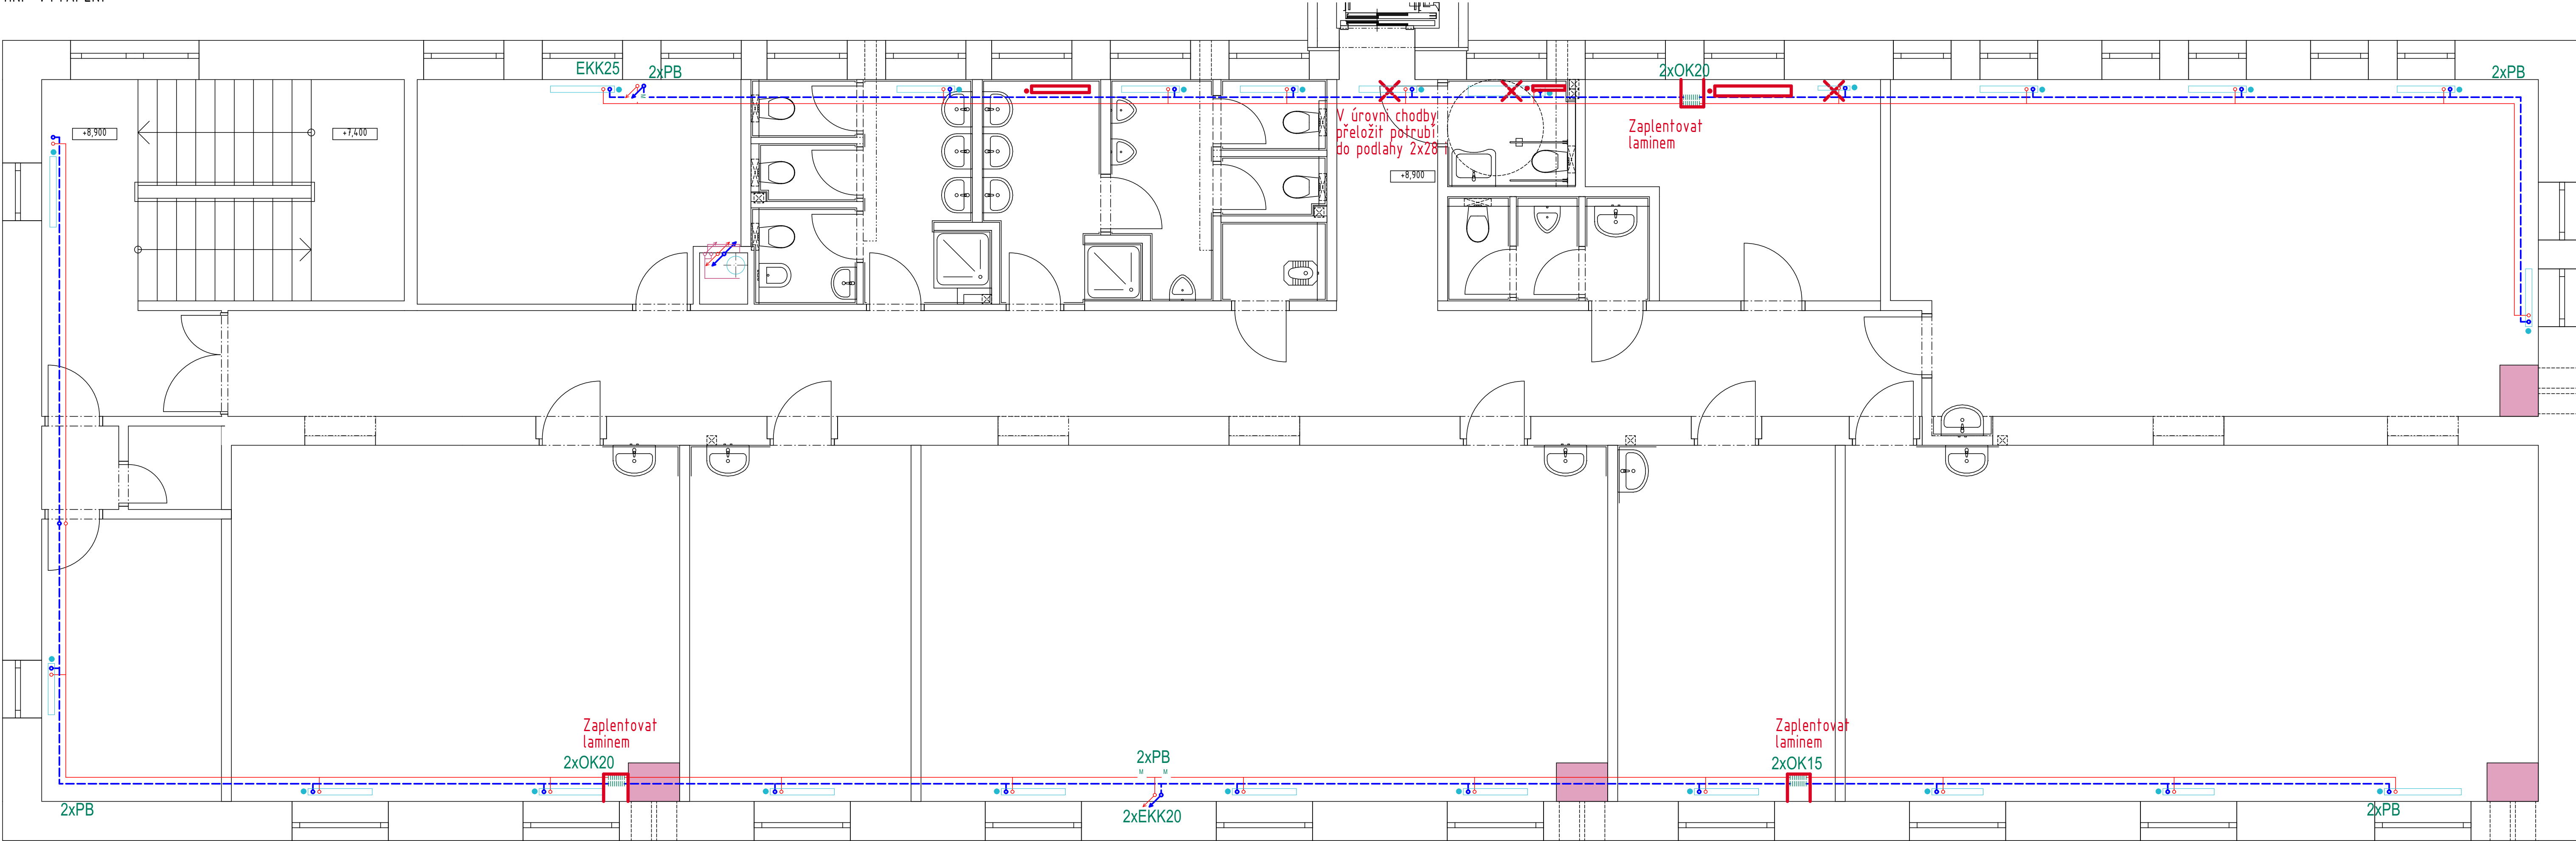 EKK25
2xPB
2xOK20
2xPB
+8,900
+7,400
V úrovni chodby
přeložit potrubí
do podlahy 2x28
Zaplentovat
laminem
+8,900
Zaplentovat
laminem
2xOK20
2xPB
M M
2xEKK20
Zaplentovat
laminem
2xOK15
2xPB
2xPB